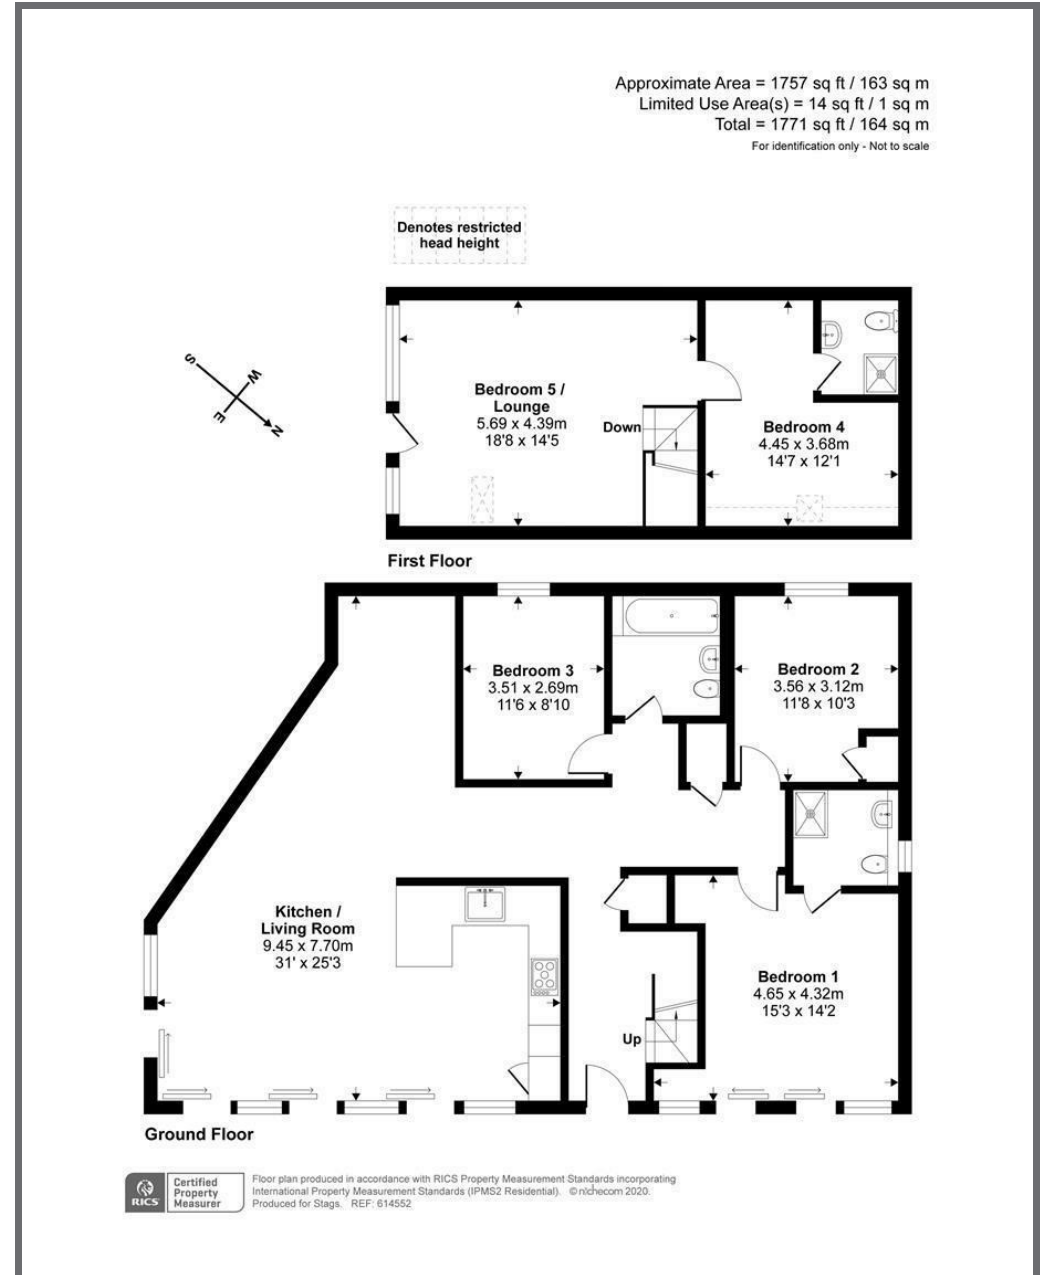 Approximate Area = 1757 sq ft / 163 sq m
Limited Use Area(s) = 14 sq ft / 1 sq m
Total = 1771 sq ft / 164 sq m
For identification only - Not to scale
Denotes restricted
head height
S
W
E
N
Bedroom 5 /
Lounge
5.69 x 4.39m
18'8 x 14'5
Down
Bedroom 4
4.45 x 3.68m
14'7 x 12'1
First Floor
Bedroom 3
3.51 x 2.69m
11'6 x 8'10
Bedroom 2
3.56 x 3.12m
11'8 x 10'3
Kitchen /
Living Room
9.45 x 7.70m
31' x 25'3
Bedroom 1
4.65 x 4.32m
15'3 x 14'2
Up
Ground Floor
RICS
Certified
Property
Measurer
Floor plan produced in accordance with RICS Property Measurement Standards incorporating
International Property Measurement Standards (IPMS2 Residential). © nichecom 2020.
Produced for Stags. REF: 614552